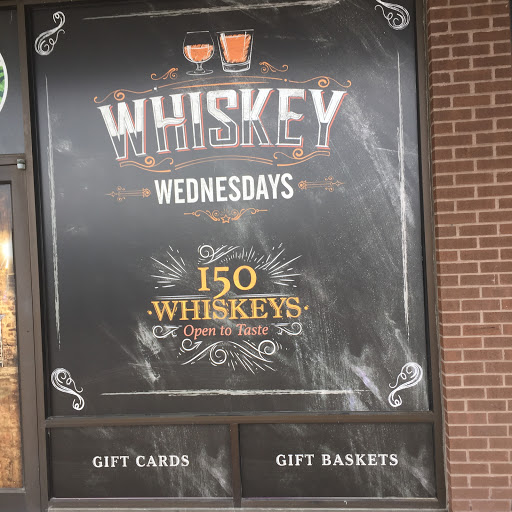 WHISKEY
WEDNESDAYS
150
·WHISKEYS·
Open to Taste
GIFT CARDS
GIFT BASKETS